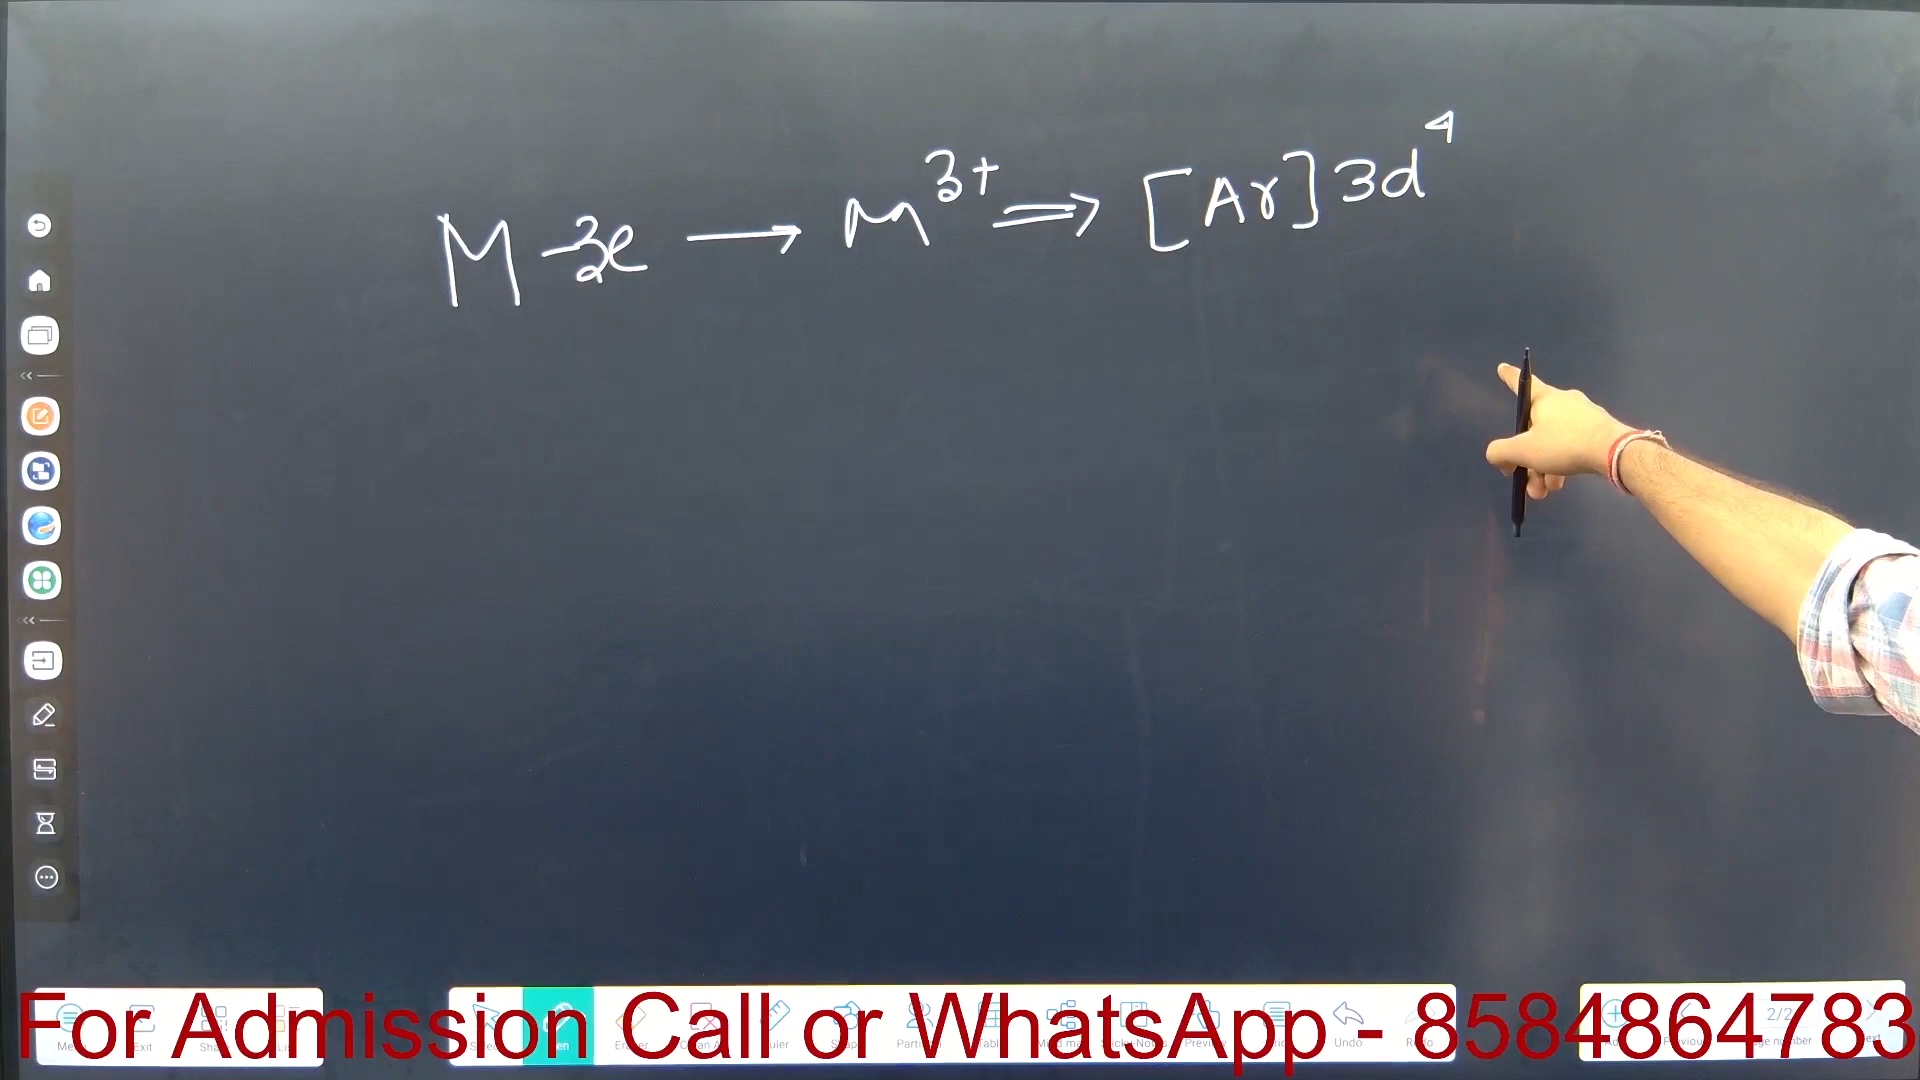 M - 3e → M³⁺ ⇒ [Ar] 3d⁴
For Admission Call or WhatsApp - 8584864783